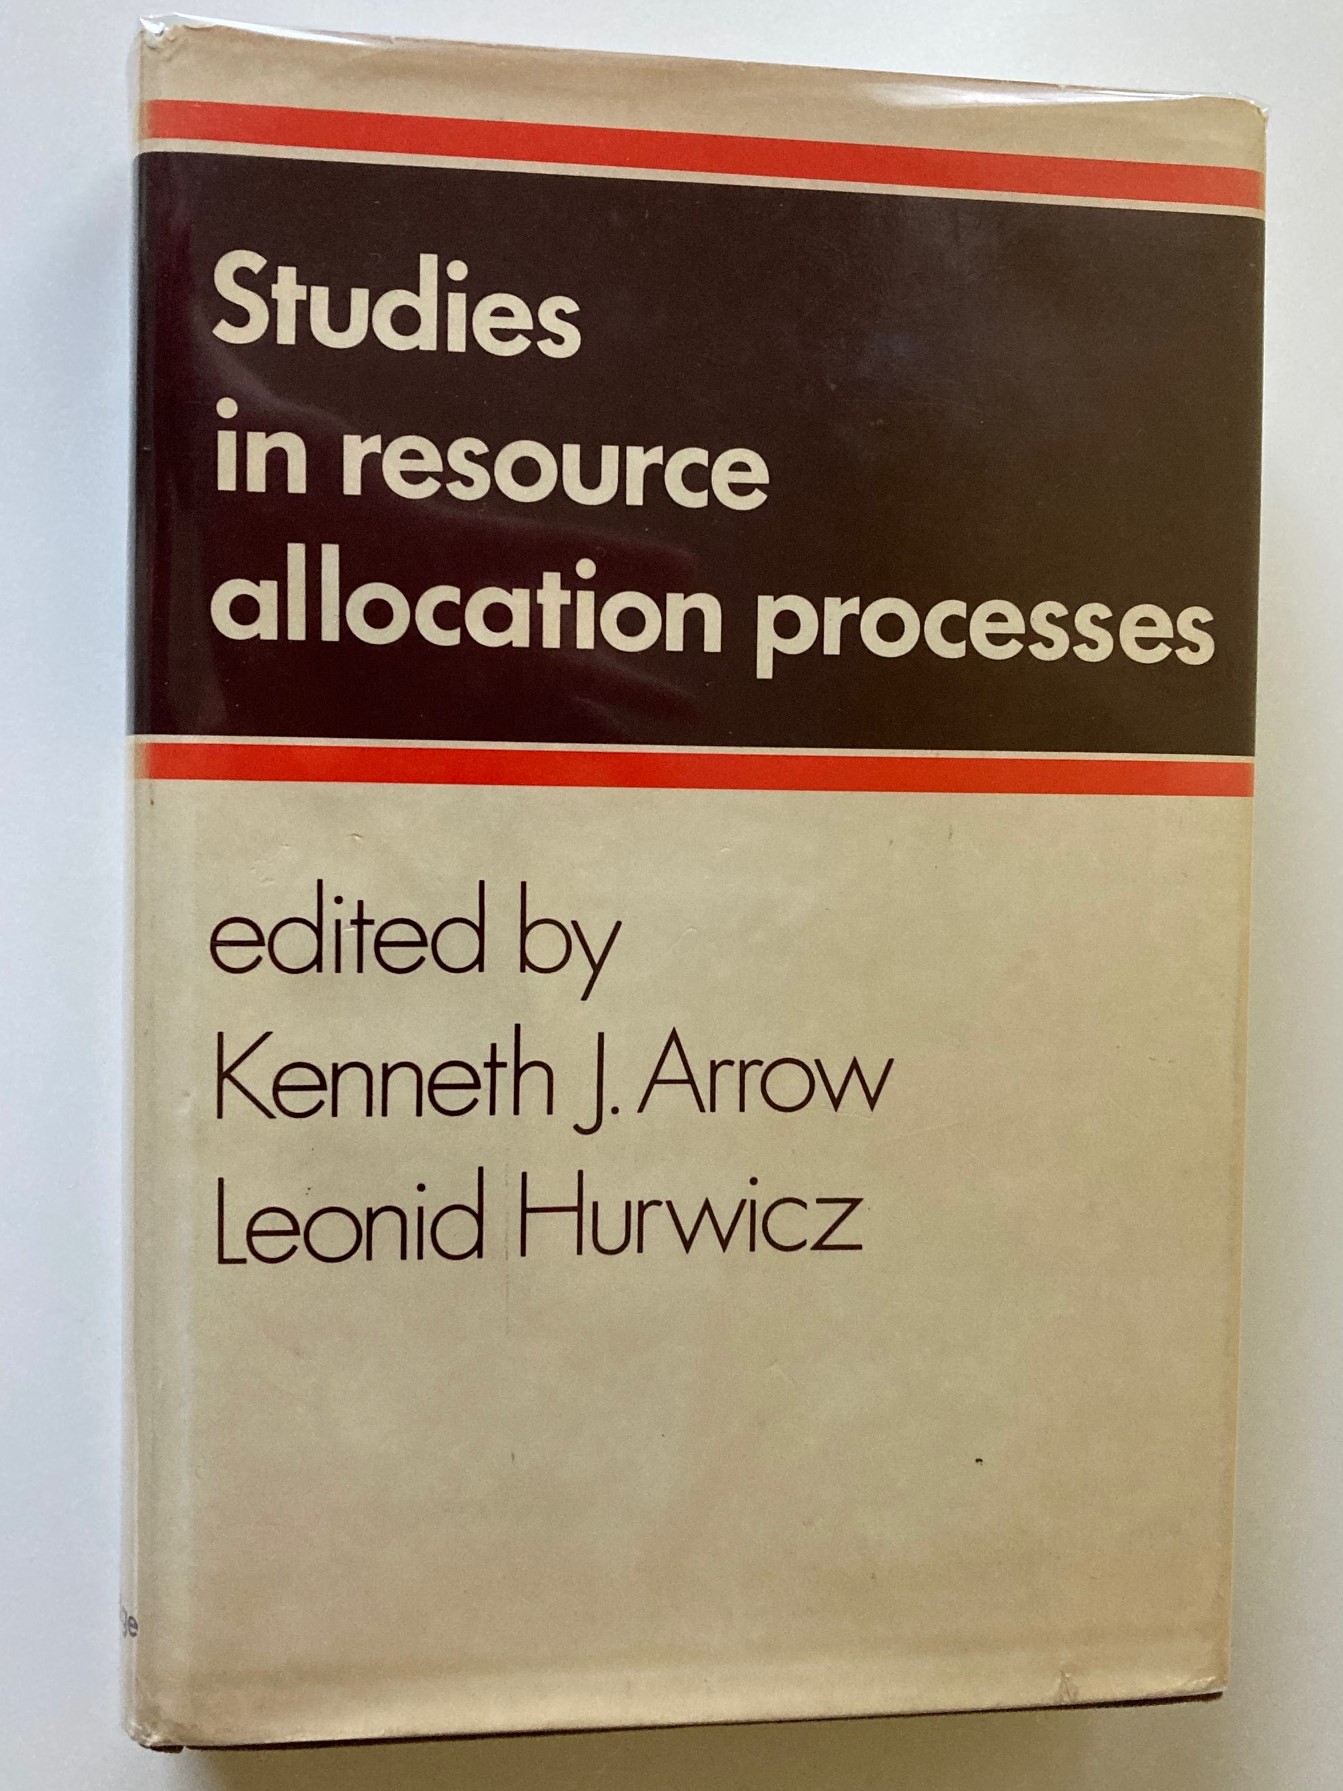 Studies
in resource
allocation processes
edited by
Kenneth J. Arrow
Leonid Hurwicz